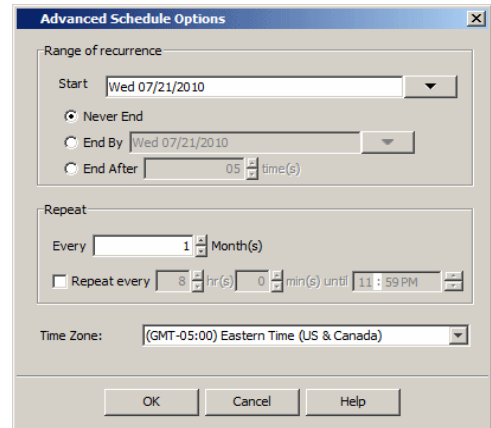 Advanced Schedule Options
Range of recurrence
Start Wed 07/21/2010
Never End
End By Wed 07/21/2010
End After 05 time(s)
Repeat
Every 1 Month(s)
Repeat every 8 hr(s) 0 min(s) until 11 : 59 PM
Time Zone: (GMT-05:00) Eastern Time (US & Canada)
OK Cancel Help